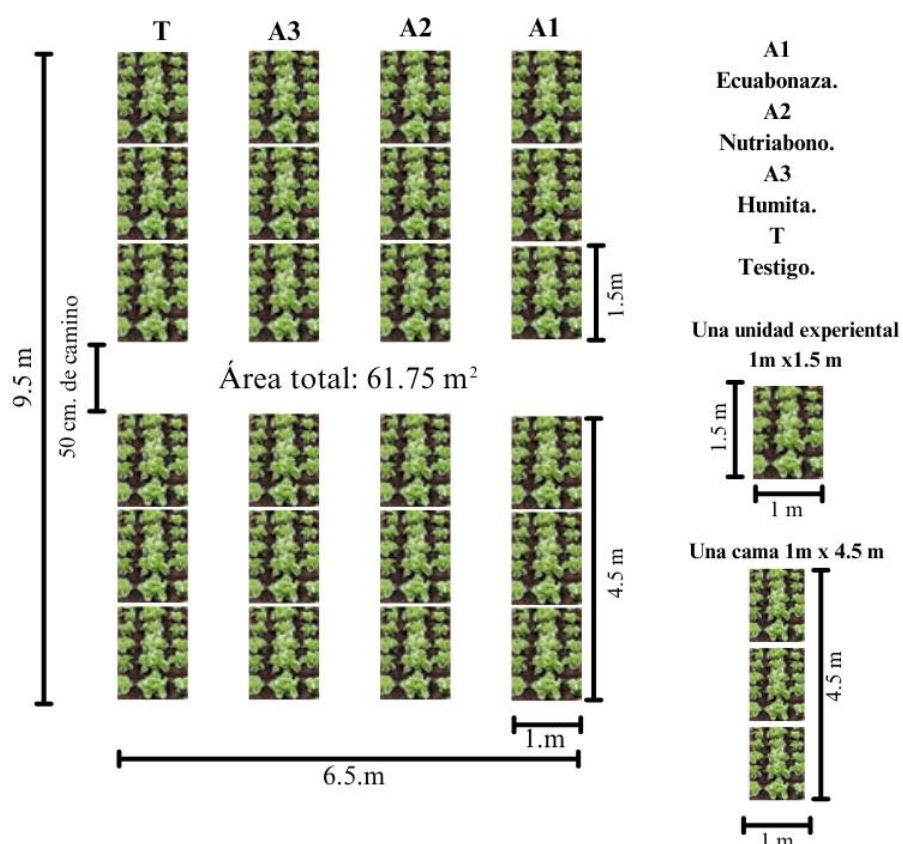 T A3 A2 A1
9.5 m
50 cm. de camino
1.5m
Área total: 61.75 m²
4.5 m
1.m
6.5.m
A1
Ecuabonaza.
A2
Nutriabono.
A3
Humita.
T
Testigo.
Una unidad experiental
1m x1.5 m
1.5 m
1 m
Una cama 1m x 4.5 m
4.5 m
1 m